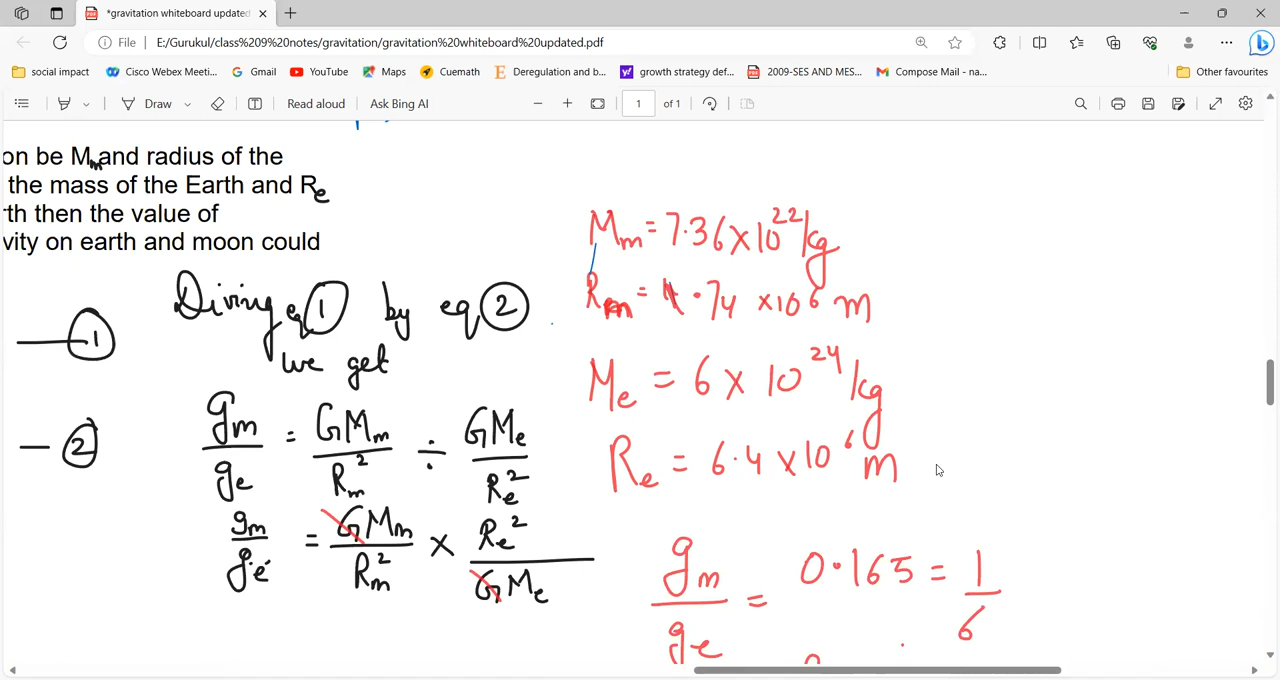 *gravitation whiteboard updated
File E:/Gurukul/class%209%20notes/gravitation/gravitation%20whiteboard%20updated.pdf
social impact Cisco Webex Meeti... Gmail YouTube Maps Cuemath Deregulation and b... growth strategy def... 2009-SES AND MES... Compose Mail - na... Other favourites
Draw Read aloud Ask Bing AI 1 of 1
on be Mm and radius of the
the mass of the Earth and Re
rth then the value of
vity on earth and moon could
Mm = 7.36 × 10²²/kg
Rm = 1.74 × 10⁶ m
Me = 6 × 10²⁴/kg
Re = 6.4 × 10⁶ m
Diving eq ① by eq ②
we get
① 
② 
gm/ge = GMm/Rm² ÷ GMe/Re²
gm/ge = GMm/Rm² × Re²/GMe
gm/ge = 0.165 = 1/6